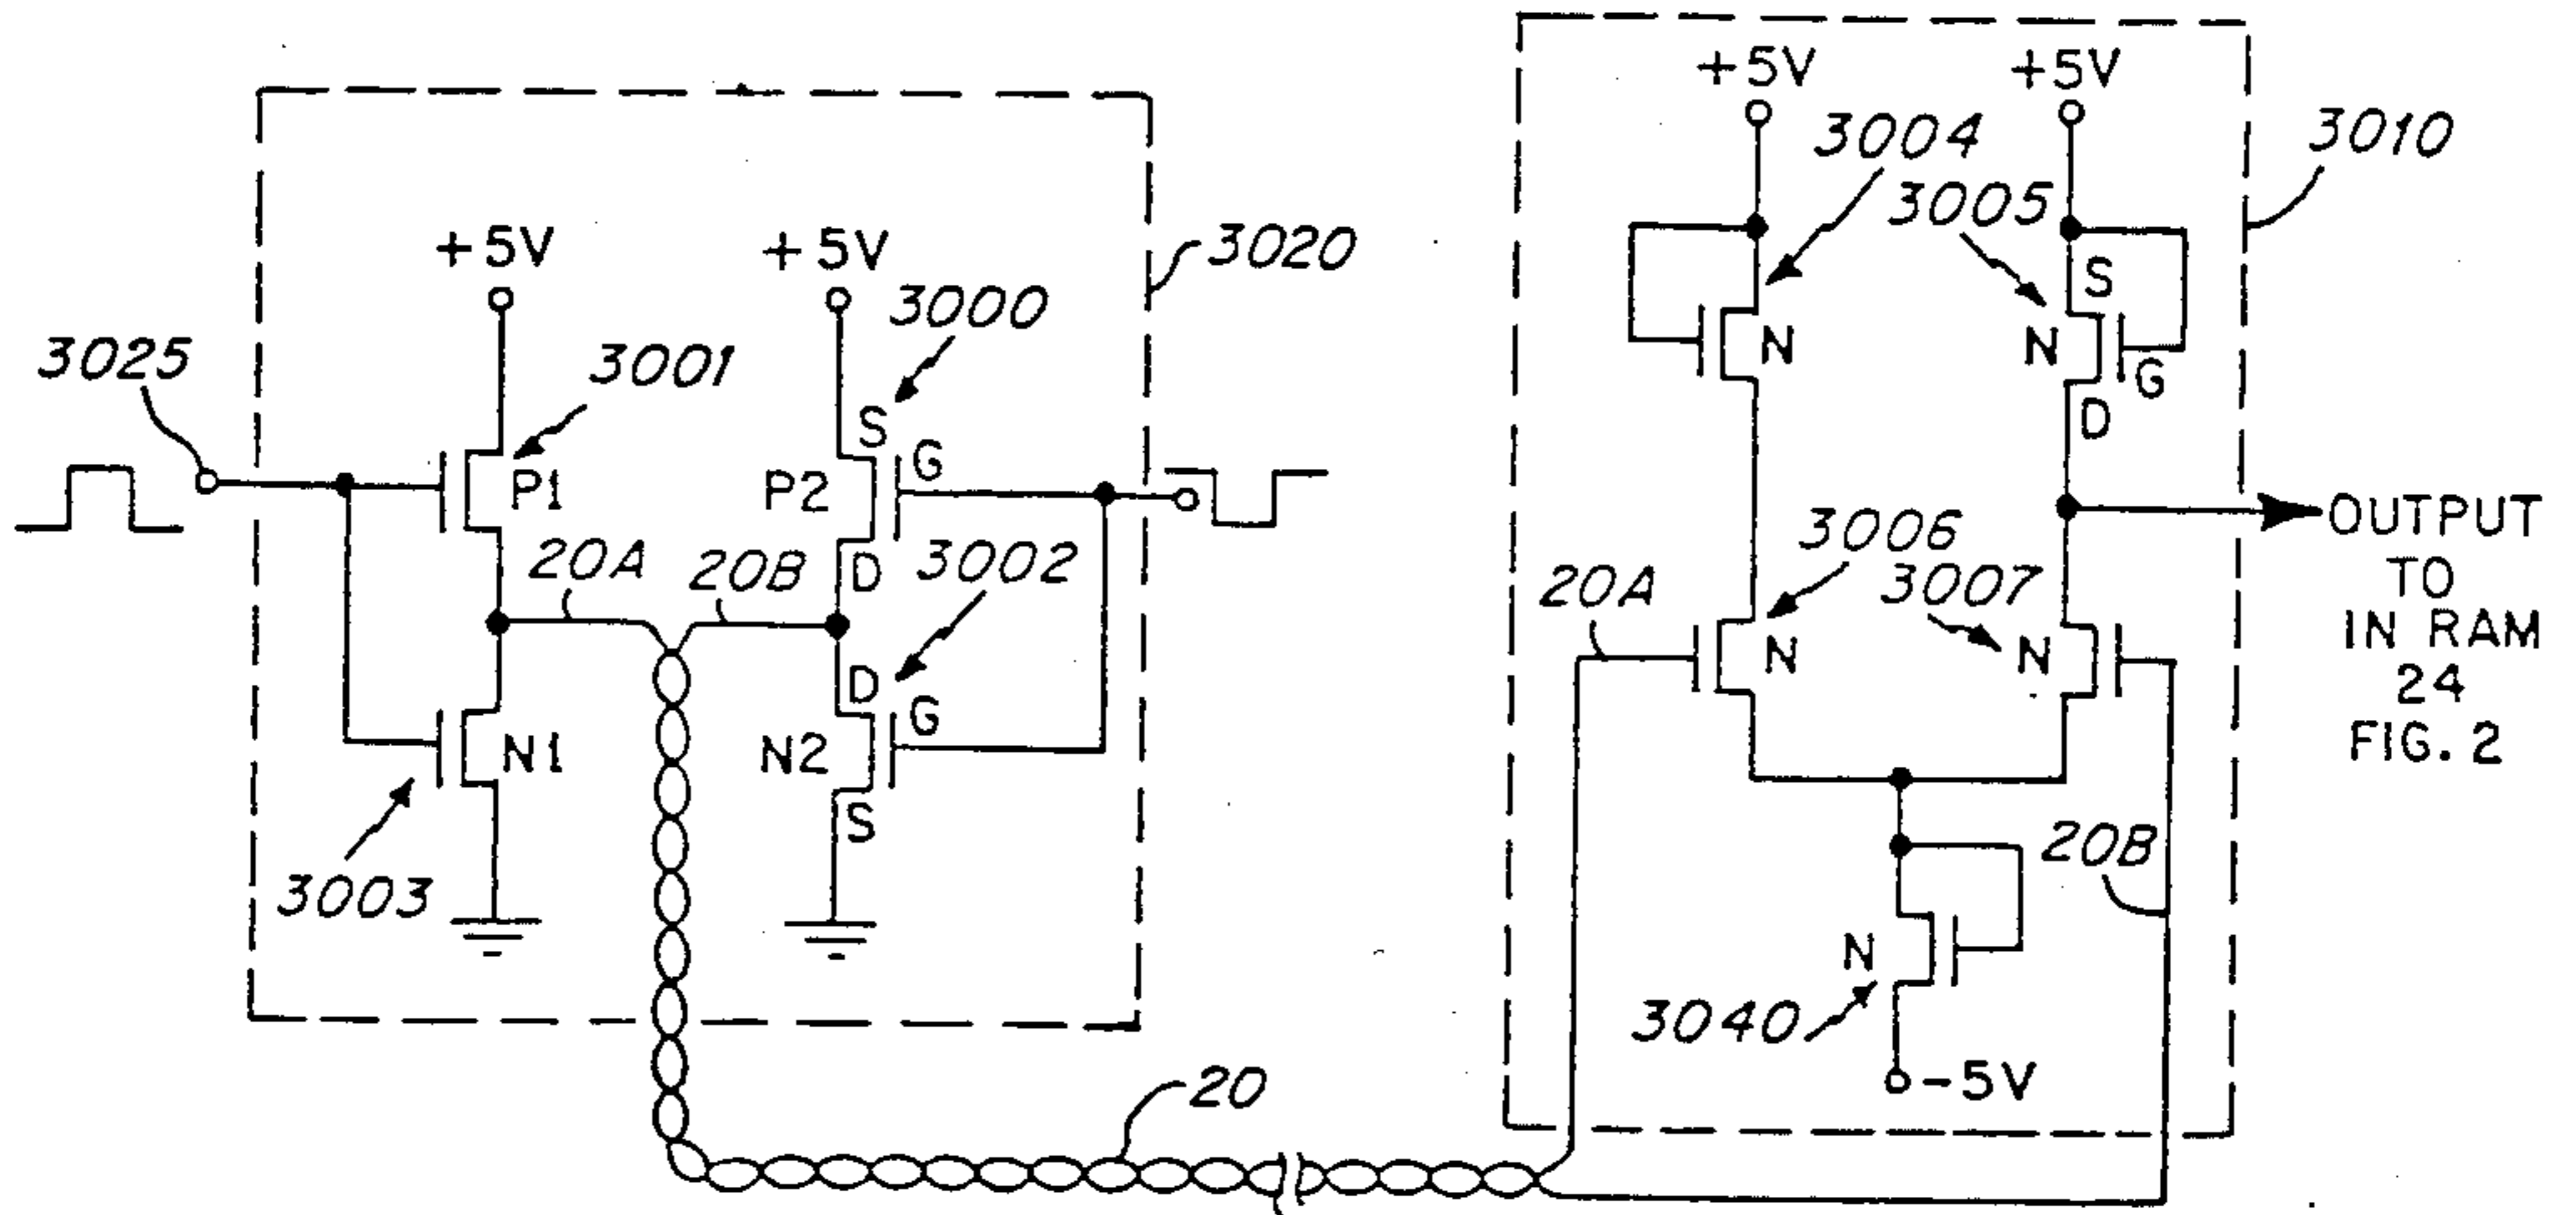 +5V
+5V
3004
3010
3005
+5V
+5V
3020
S
3000
N
N
3025
3001
G
S
D
G
P1
P2
OUTPUT
TO
IN RAM
24
FIG. 2
3006
20A
20B
D
3002
20A
3007
N
N
D
G
N1
N2
S
20B
3003
N
3040
-5V
20